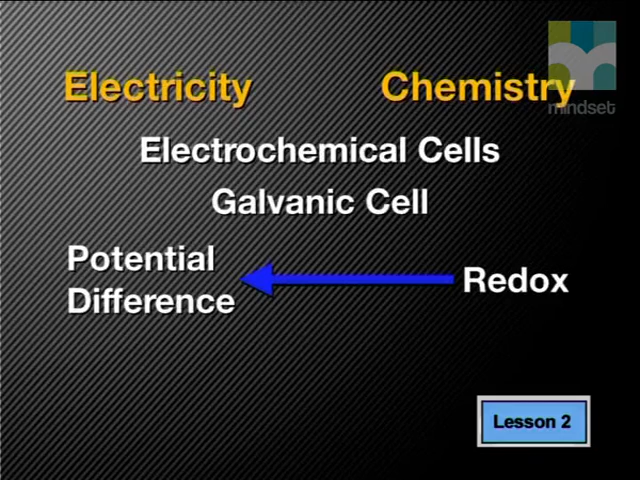 Electricity Chemistry
mindset
Electrochemical Cells
Galvanic Cell
Potential
Difference
Redox
Lesson 2